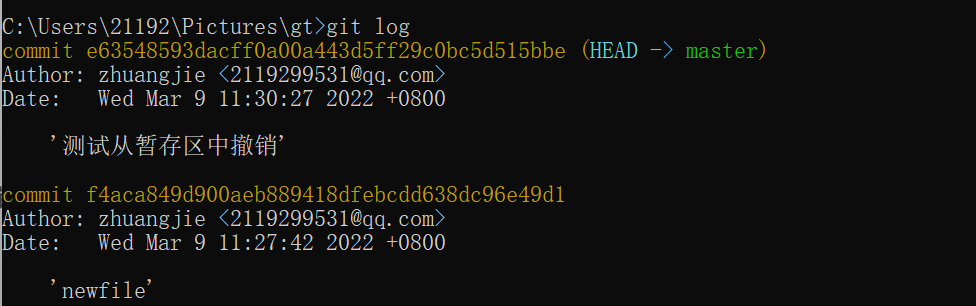 C:\Users\21192\Pictures\gt>git log
commit e63548593dacff0a00a443d5ff29c0bc5d515bbe (HEAD -> master)
Author: zhuangjie <2119299531@qq.com>
Date:   Wed Mar 9 11:30:27 2022 +0800
    '测试从暂存区中撤销'
commit f4aca849d900aeb889418dfebcdd638dc96e49d1
Author: zhuangjie <2119299531@qq.com>
Date:   Wed Mar 9 11:27:42 2022 +0800
    'newfile'